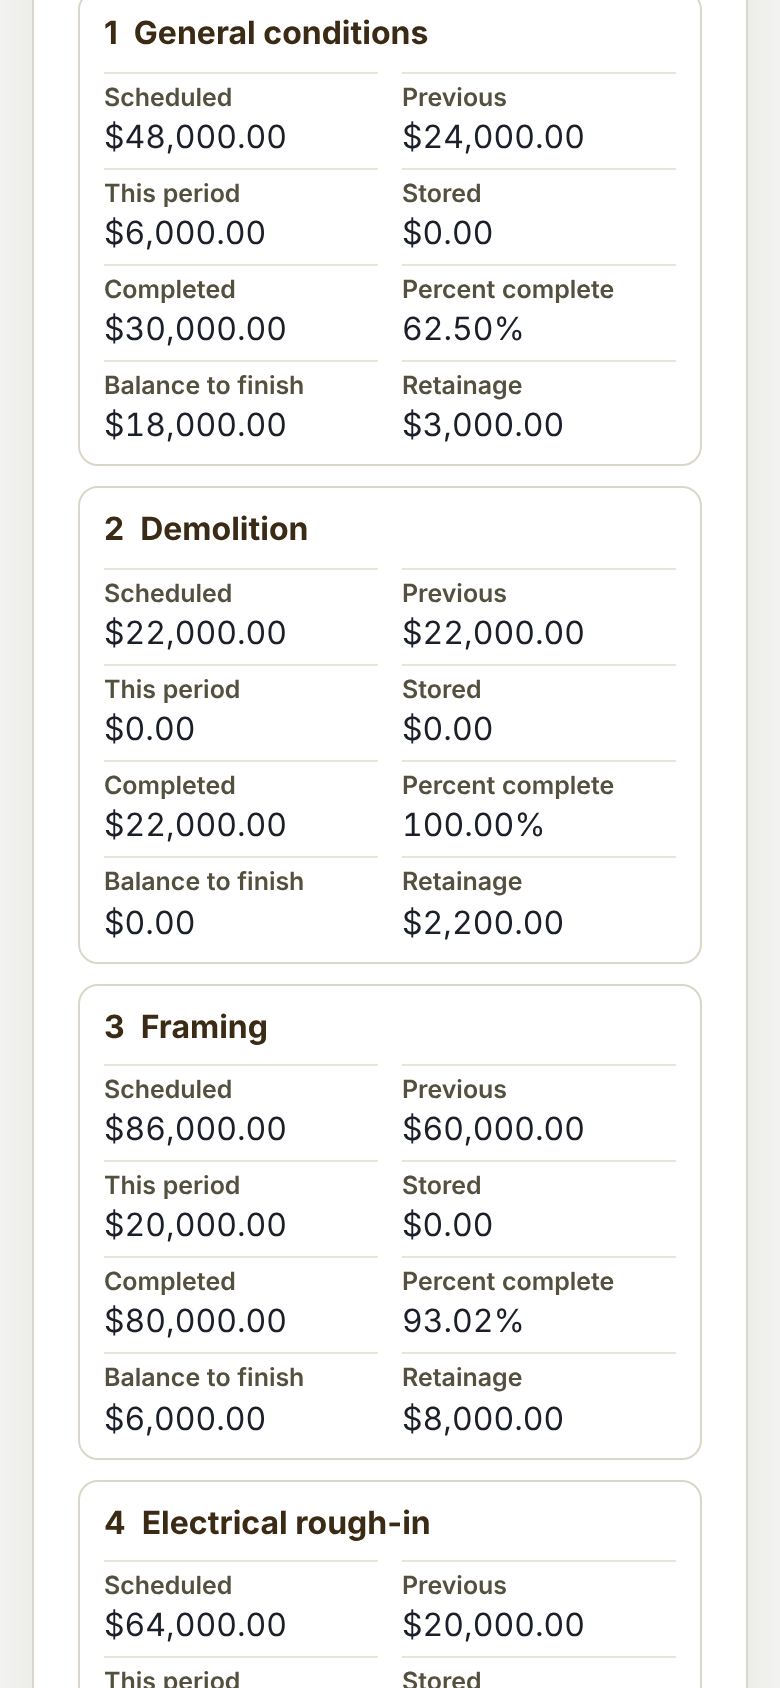 1 General conditions
Scheduled Previous
$48,000.00 $24,000.00
This period Stored
$6,000.00 $0.00
Completed Percent complete
$30,000.00 62.50%
Balance to finish Retainage
$18,000.00 $3,000.00
2 Demolition
Scheduled Previous
$22,000.00 $22,000.00
This period Stored
$0.00 $0.00
Completed Percent complete
$22,000.00 100.00%
Balance to finish Retainage
$0.00 $2,200.00
3 Framing
Scheduled Previous
$86,000.00 $60,000.00
This period Stored
$20,000.00 $0.00
Completed Percent complete
$80,000.00 93.02%
Balance to finish Retainage
$6,000.00 $8,000.00
4 Electrical rough-in
Scheduled Previous
$64,000.00 $20,000.00
This period Stored